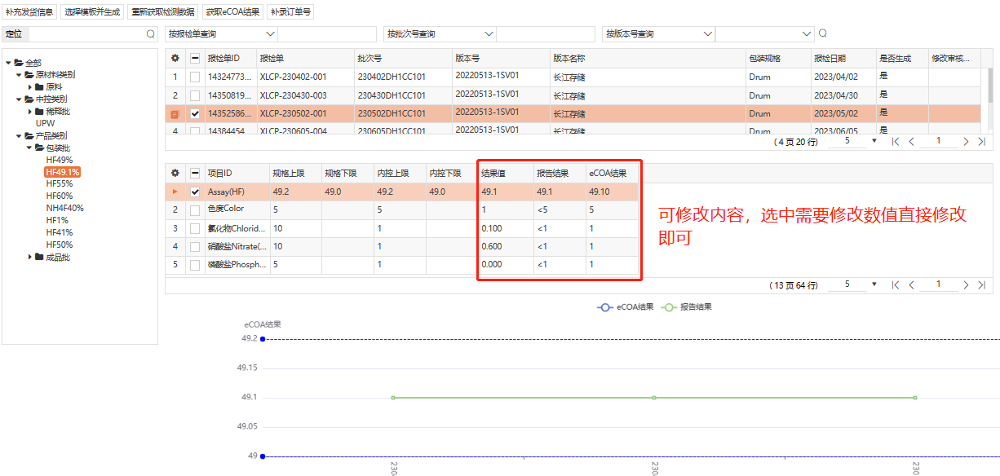 补充发货信息 选择模板并生成 重新获取检测数据 获取eCOA结果 补录订单号
定位 按报检单查询 按批次号查询 按版本号查询
全部
原材料类别
原料
中控类别
稀释批
UPW
产品类别
包装批
HF49%
HF49.1%
HF55%
HF60%
NH4F40%
HF1%
HF41%
HF50%
成品批
报检单ID 报检单 批次号 版本号 版本名称 包装规格 报检日期 是否生成 修改审核...
1 14324773... XLCP-230402-001 230402DH1CC101 20220513-1SV01 长江存储 Drum 2023/04/02 是
2 14350819... XLCP-230430-003 230430DH1CC101 20220513-1SV01 长江存储 Drum 2023/04/30 是
14352586... XLCP-230502-001 230502DH1CC101 20220513-1SV01 长江存储 Drum 2023/05/02 是
4 14384454 XLCP-230605-004 230605DH1CC101 20220513-1SV01 长江存储 Drum 2023/06/05 是
( 4 页 20 行) 5 1
项目ID 规格上限 规格下限 内控上限 内控下限 结果值 报告结果 eCOA结果
Assay(HF) 49.2 49.0 49.2 49.0 49.1 49.1 49.10
2 色度Color 5 5 1 <5 5
3 氯化物Chlorid... 10 1 0.100 <1 1
4 硝酸盐Nitrate(... 10 1 0.600 <1 1
5 磷酸盐Phosph... 5 1 0.000 <1 1
( 13 页 64 行) 5 1
可修改内容，选中需要修改数值直接修改
即可
eCOA结果 报告结果
eCOA结果
49.2
49.15
49.1
49.05
49
230 230 230